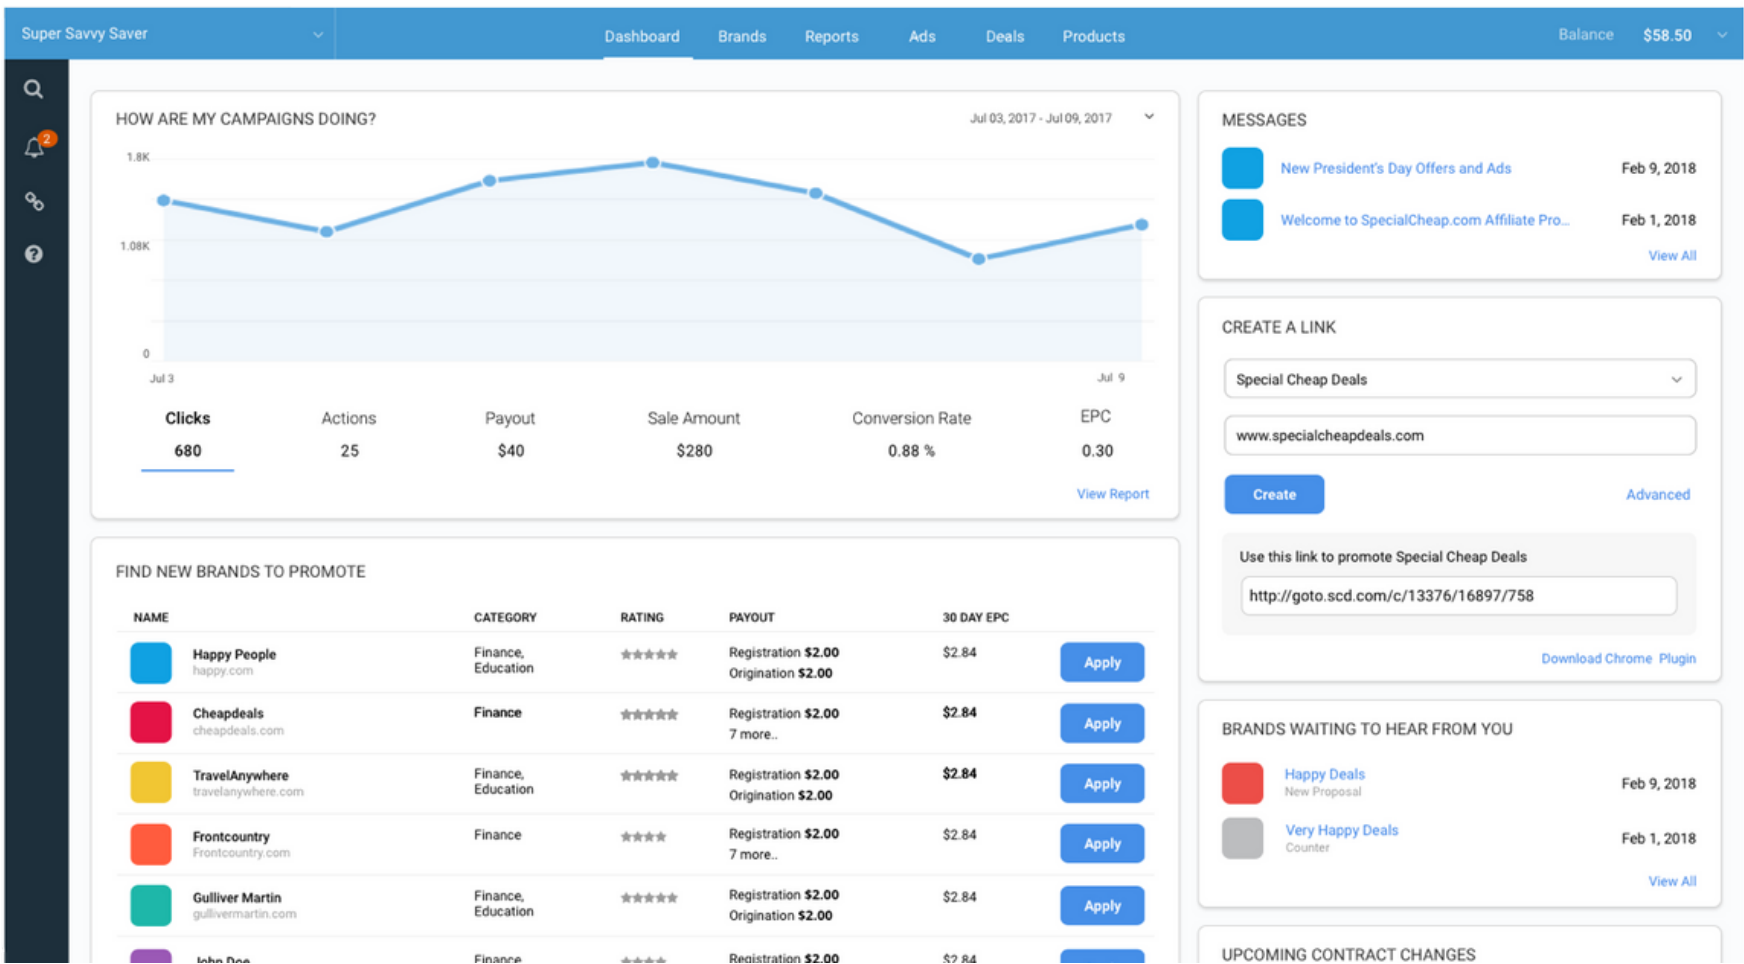 Super Savvy Saver
Dashboard Brands Reports Ads Deals Products
Balance $58.50
2
HOW ARE MY CAMPAIGNS DOING?
Jul 03, 2017 - Jul 09, 2017
1.8K
1.08K
0
Jul 3 Jul 9
Clicks Actions Payout Sale Amount Conversion Rate EPC
680 25 $40 $280 0.88 % 0.30
View Report
FIND NEW BRANDS TO PROMOTE
NAME CATEGORY RATING PAYOUT 30 DAY EPC
Happy People Finance, Registration $2.00 $2.84 Apply
happy.com Education Origination $2.00
Cheapdeals Finance Registration $2.00 $2.84 Apply
cheapdeals.com 7 more..
TravelAnywhere Finance, Registration $2.00 $2.84 Apply
travelanywhere.com Education Origination $2.00
Frontcountry Finance Registration $2.00 $2.84 Apply
Frontcountry.com 7 more..
Gulliver Martin Finance, Registration $2.00 $2.84 Apply
gullivermartin.com Education Origination $2.00
John Doe Finance Registration $2.00 $2.84
MESSAGES
New President's Day Offers and Ads Feb 9, 2018
Welcome to SpecialCheap.com Affiliate Pro... Feb 1, 2018
View All
CREATE A LINK
Special Cheap Deals
www.specialcheapdeals.com
Create Advanced
Use this link to promote Special Cheap Deals
http://goto.scd.com/c/13376/16897/758
Download Chrome Plugin
BRANDS WAITING TO HEAR FROM YOU
Happy Deals Feb 9, 2018
New Proposal
Very Happy Deals Feb 1, 2018
Counter
View All
UPCOMING CONTRACT CHANGES